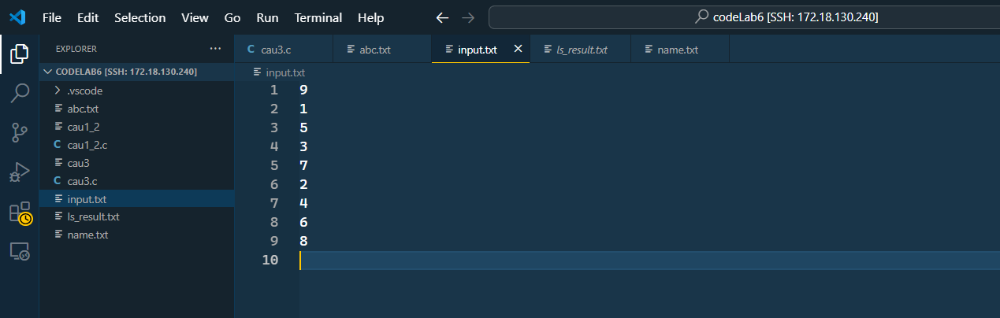 File Edit Selection View Go Run Terminal Help codeLab6 [SSH: 172.18.130.240]
EXPLORER ···
CODELAB6 [SSH: 172.18.130.240]
.vscode
abc.txt
cau1_2
C cau1_2.c
cau3
C cau3.c
input.txt
ls_result.txt
name.txt
C cau3.c abc.txt input.txt ls_result.txt name.txt
input.txt
1 9
2 1
3 5
4 3
5 7
6 2
7 4
8 6
9 8
10